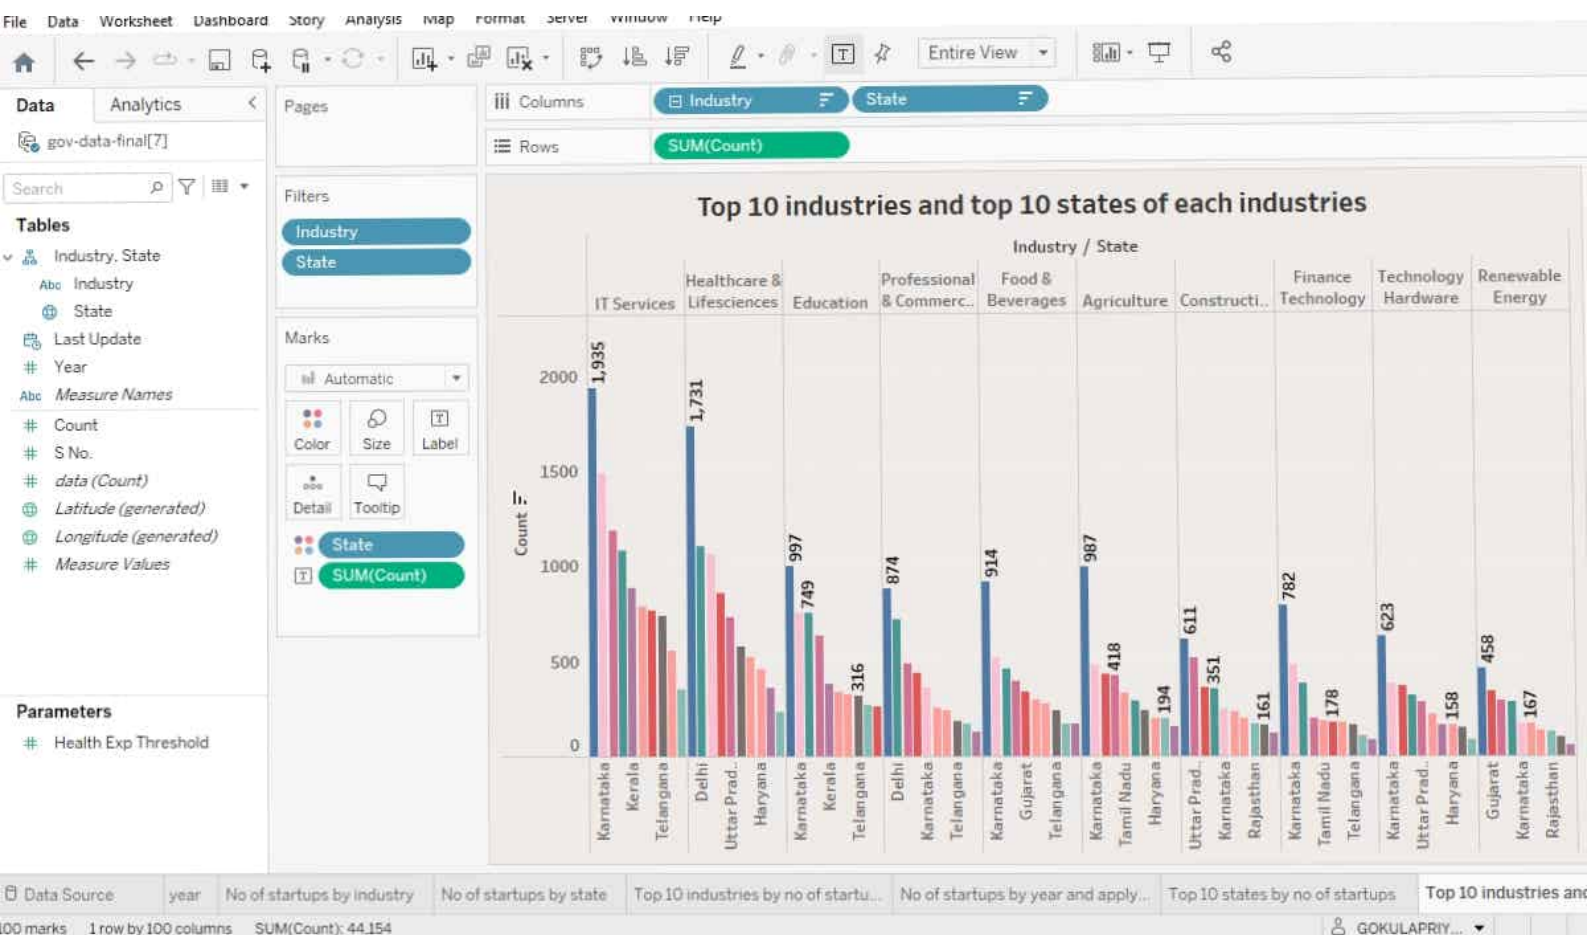 File Data Worksheet Dashboard Story Analysis Map Format Server Window Help
Entire View
Data Analytics
gov-data-final[7]
Search
Tables
Industry, State
Abc Industry
State
Last Update
# Year
Abc Measure Names
# Count
# S No.
# data (Count)
Latitude (generated)
Longitude (generated)
# Measure Values
Parameters
# Health Exp Threshold
Pages
Filters
Industry
State
Marks
Automatic
Color Size Label
Detail Tooltip
State
SUM(Count)
Columns Industry State
Rows SUM(Count)
Top 10 industries and top 10 states of each industries
Industry / State
IT Services
Healthcare &
Lifesciences
Education
Professional
& Commerc..
Food &
Beverages
Agriculture
Constructi..
Finance
Technology
Technology
Hardware
Renewable
Energy
Count
2000
1500
1000
500
0
1,935
1,731
997
749
316
874
914
987
418
194
611
351
161
782
178
623
158
458
167
Karnataka
Kerala
Telangana
Delhi
Uttar Prad..
Haryana
Karnataka
Kerala
Telangana
Delhi
Karnataka
Telangana
Karnataka
Gujarat
Telangana
Karnataka
Tamil Nadu
Haryana
Uttar Prad..
Karnataka
Rajasthan
Karnataka
Tamil Nadu
Telangana
Karnataka
Uttar Prad..
Haryana
Gujarat
Karnataka
Rajasthan
Data Source year No of startups by industry No of startups by state Top 10 industries by no of startu... No of startups by year and apply... Top 10 states by no of startups Top 10 industries and
100 marks 1 row by 100 columns SUM(Count): 44,154 GOKULAPRIY...